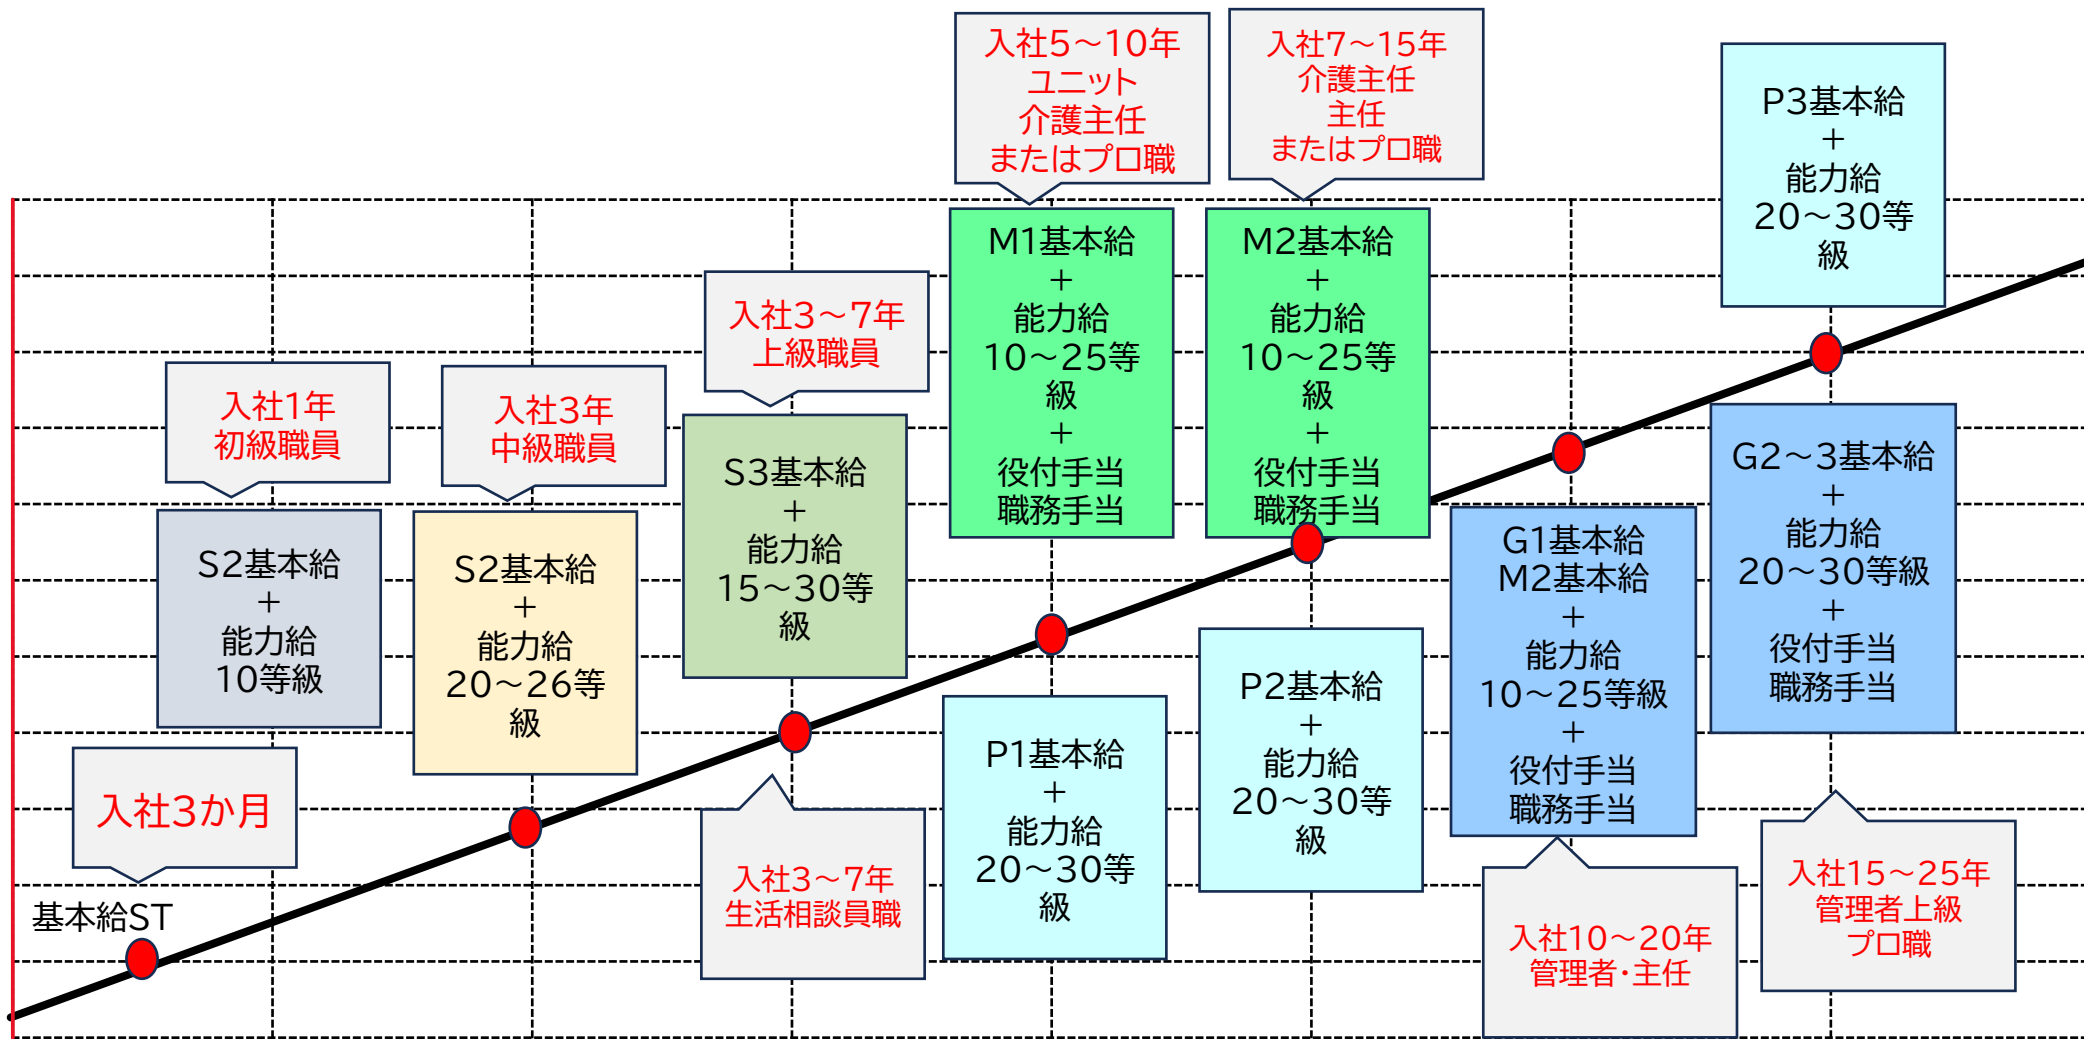 入社3か月
基本給ST
入社1年
初級職員
S2基本給
＋
能力給
10等級
入社3年
中級職員
S2基本給
＋
能力給
20～26等
級
入社3～7年
上級職員
S3基本給
＋
能力給
15～30等
級
入社3～7年
生活相談員職
入社5～10年
ユニット
介護主任
またはプロ職
M1基本給
＋
能力給
10～25等
級
＋
役付手当
職務手当
P1基本給
＋
能力給
20～30等
級
入社7～15年
介護主任
主任
またはプロ職
M2基本給
＋
能力給
10～25等
級
＋
役付手当
職務手当
P2基本給
＋
能力給
20～30等
級
G1基本給
M2基本給
＋
能力給
10～25等級
＋
役付手当
職務手当
入社10～20年
管理者・主任
P3基本給
＋
能力給
20～30等
級
G2～3基本給
＋
能力給
20～30等級
＋
役付手当
職務手当
入社15～25年
管理者上級
プロ職